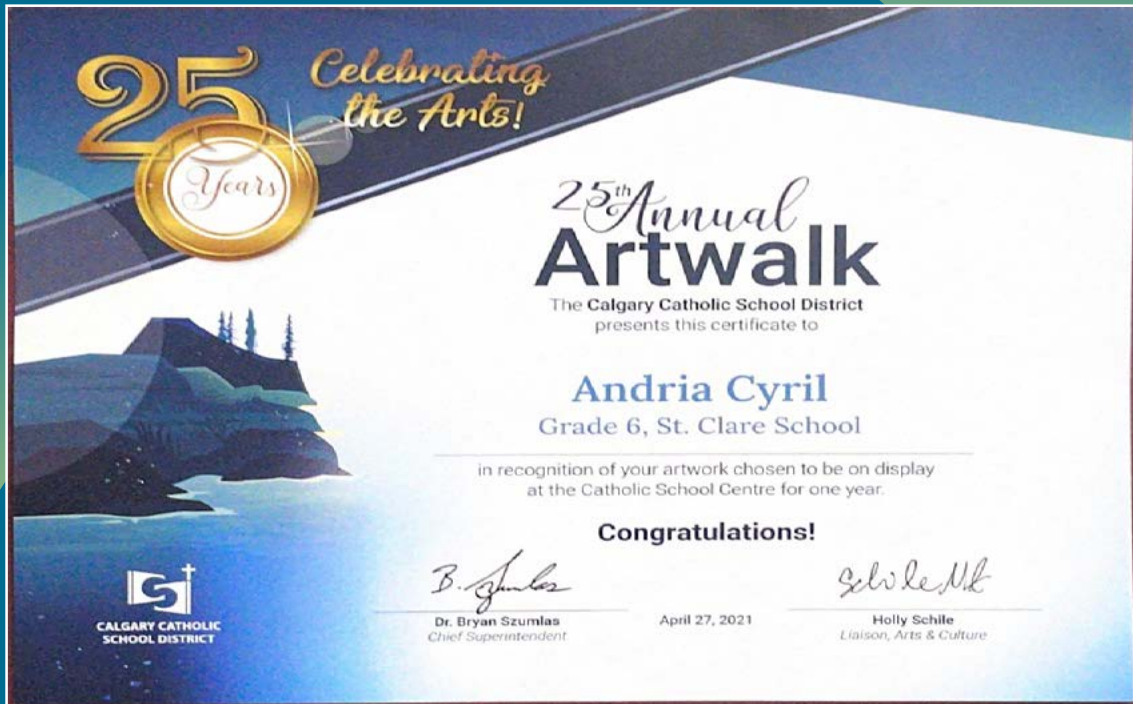 25
Years
Celebrating
the Arts!
25th Annual
Artwalk
The Calgary Catholic School District
presents this certificate to
Andria Cyril
Grade 6, St. Clare School
in recognition of your artwork chosen to be on display
at the Catholic School Centre for one year.
Congratulations!
B. Szumlas
Dr. Bryan Szumlas
Chief Superintendent
April 27, 2021
Holly Schile
Liaison, Arts & Culture
CALGARY CATHOLIC
SCHOOL DISTRICT